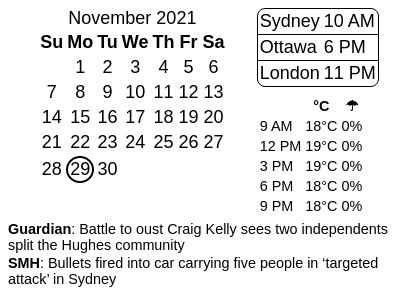 November 2021
Su Mo Tu We Th Fr Sa
1 2 3 4 5 6
7 8 9 10 11 12 13
14 15 16 17 18 19 20
21 22 23 24 25 26 27
28 29 30
Sydney 10 AM
Ottawa 6 PM
London 11 PM
°C ☂
9 AM 18°C 0%
12 PM 19°C 0%
3 PM 19°C 0%
6 PM 18°C 0%
9 PM 18°C 0%
Guardian: Battle to oust Craig Kelly sees two independents
split the Hughes community
SMH: Bullets fired into car carrying five people in ‘targeted
attack’ in Sydney